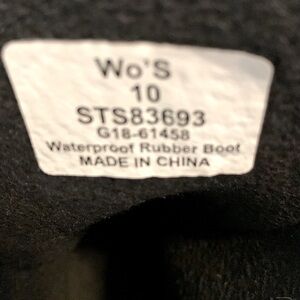 Wo'S
10
STS83693
G18-61458
Waterproof Rubber Boot
MADE IN CHINA